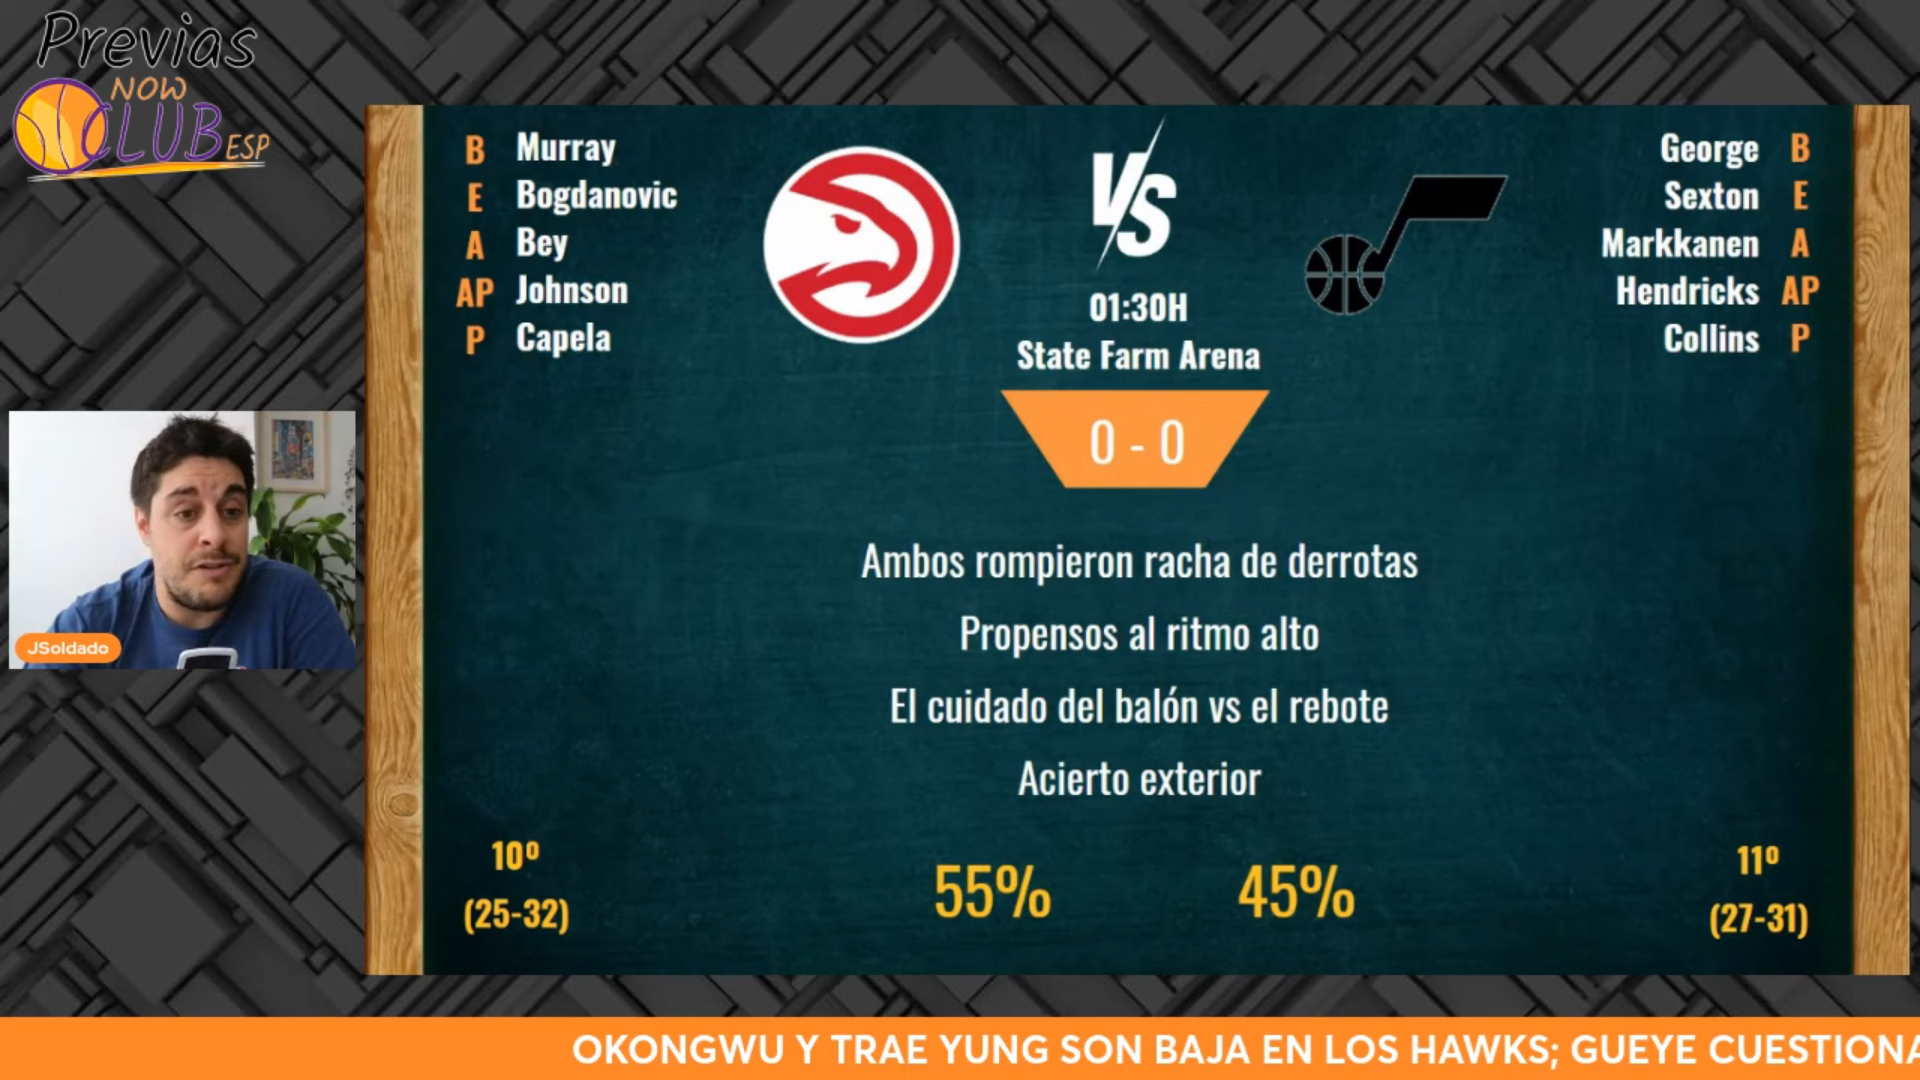 Previas
NOW
CLUB ESP
B Murray
E Bogdanovic
A Bey
AP Johnson
P Capela
VS
01:30H
State Farm Arena
0 - 0
George B
Sexton E
Markkanen A
Hendricks AP
Collins P
JSoldado
Ambos rompieron racha de derrotas
Propensos al ritmo alto
El cuidado del balón vs el rebote
Acierto exterior
10º
(25-32)
55% 45%
11º
(27-31)
OKONGWU Y TRAE YUNG SON BAJA EN LOS HAWKS; GUEYE CUESTIONA